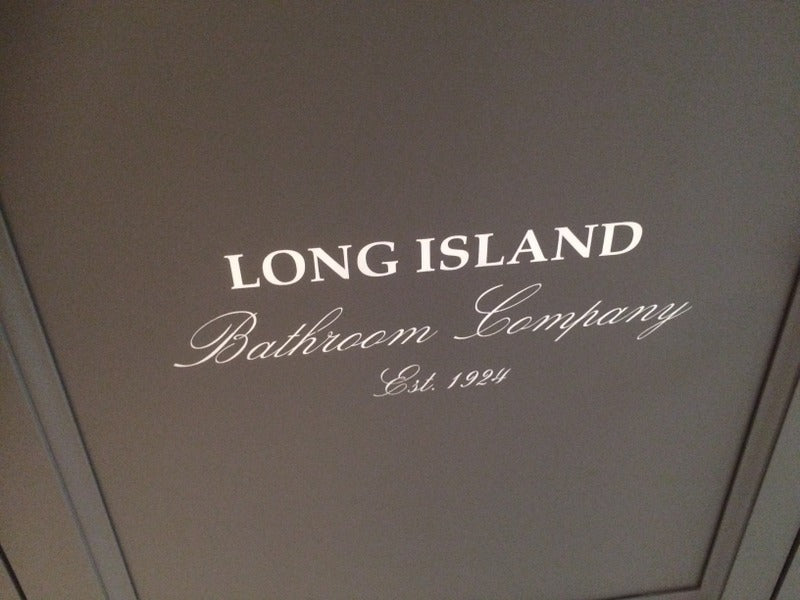 LONG ISLAND
Bathroom Company
Est. 1924